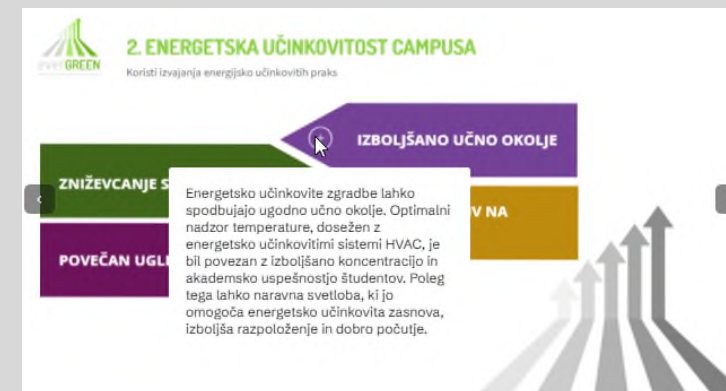 everGREEN
2. ENERGETSKA UČINKOVITOST CAMPUSA
Koristi izvajanja energijsko učinkovitih praks
IZBOLJŠANO UČNO OKOLJE
ZNIŽEVCANJE S
Energetsko učinkovite zgradbe lahko
spodbujajo ugodno učno okolje. Optimalni
nadzor temperature, dosežen z
energetsko učinkovitimi sistemi HVAC, je
bil povezan z izboljšano koncentracijo in
akademsko uspešnostjo študentov. Poleg
tega lahko naravna svetloba, ki jo
omogoča energetsko učinkovita zasnova,
izboljša razpoloženje in dobro počutje.
V NA
POVEČAN UGL